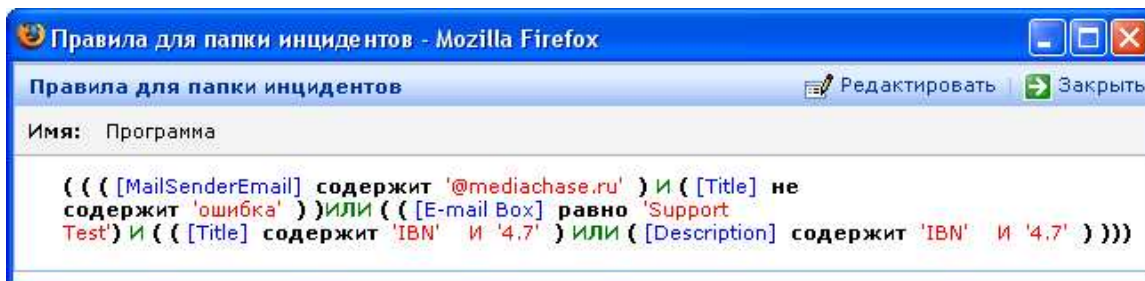 Правила для папки инцидентов - Mozilla Firefox
Правила для папки инцидентов Редактировать | Закрыть
Имя: Программа
( ( ( [MailSenderEmail] содержит '@mediachase.ru' ) И ( [Title] не
содержит 'ошибка' ) )ИЛИ ( ( [E-mail Box] равно 'Support
Test') И ( ( [Title] содержит 'IBN' И '4.7' ) ИЛИ ( [Description] содержит 'IBN' И '4.7' ) )))